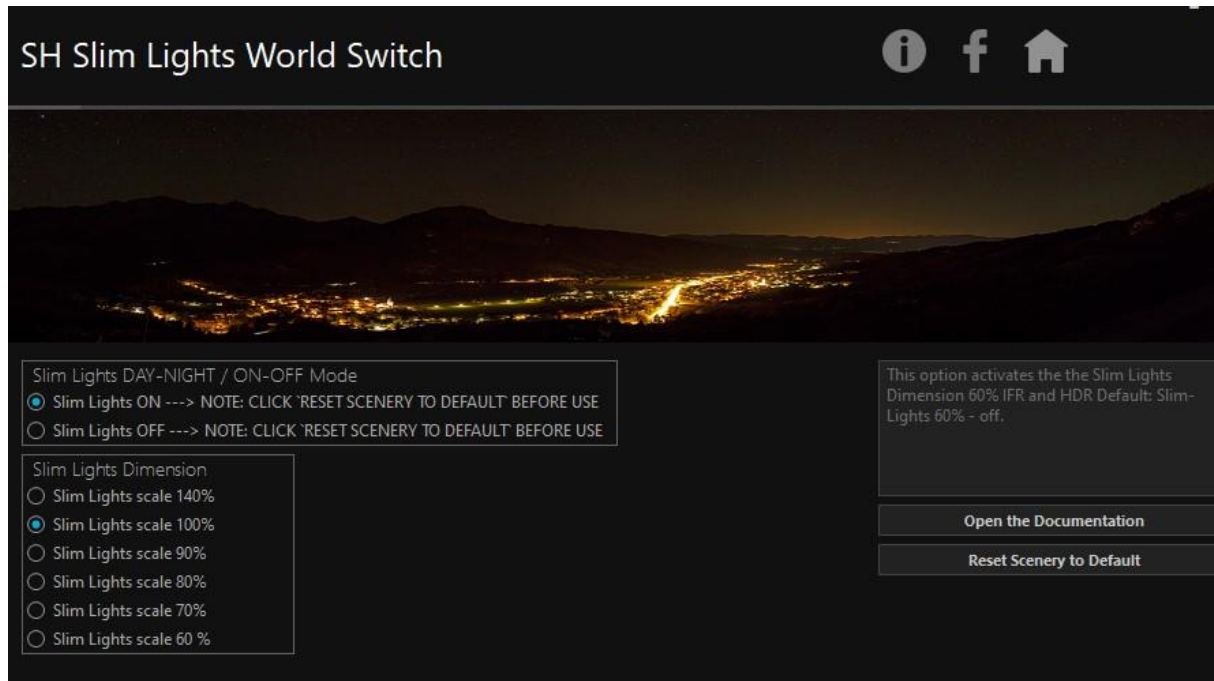 SH Slim Lights World Switch
Slim Lights DAY-NIGHT / ON-OFF Mode
Slim Lights ON ---> NOTE: CLICK `RESET SCENERY TO DEFAULT` BEFORE USE
Slim Lights OFF ---> NOTE: CLICK `RESET SCENERY TO DEFAULT` BEFORE USE
Slim Lights Dimension
Slim Lights scale 140%
Slim Lights scale 100%
Slim Lights scale 90%
Slim Lights scale 80%
Slim Lights scale 70%
Slim Lights scale 60 %
This option activates the the Slim Lights
Dimension 60% IFR and HDR Default: Slim-
Lights 60% - off.
Open the Documentation
Reset Scenery to Default